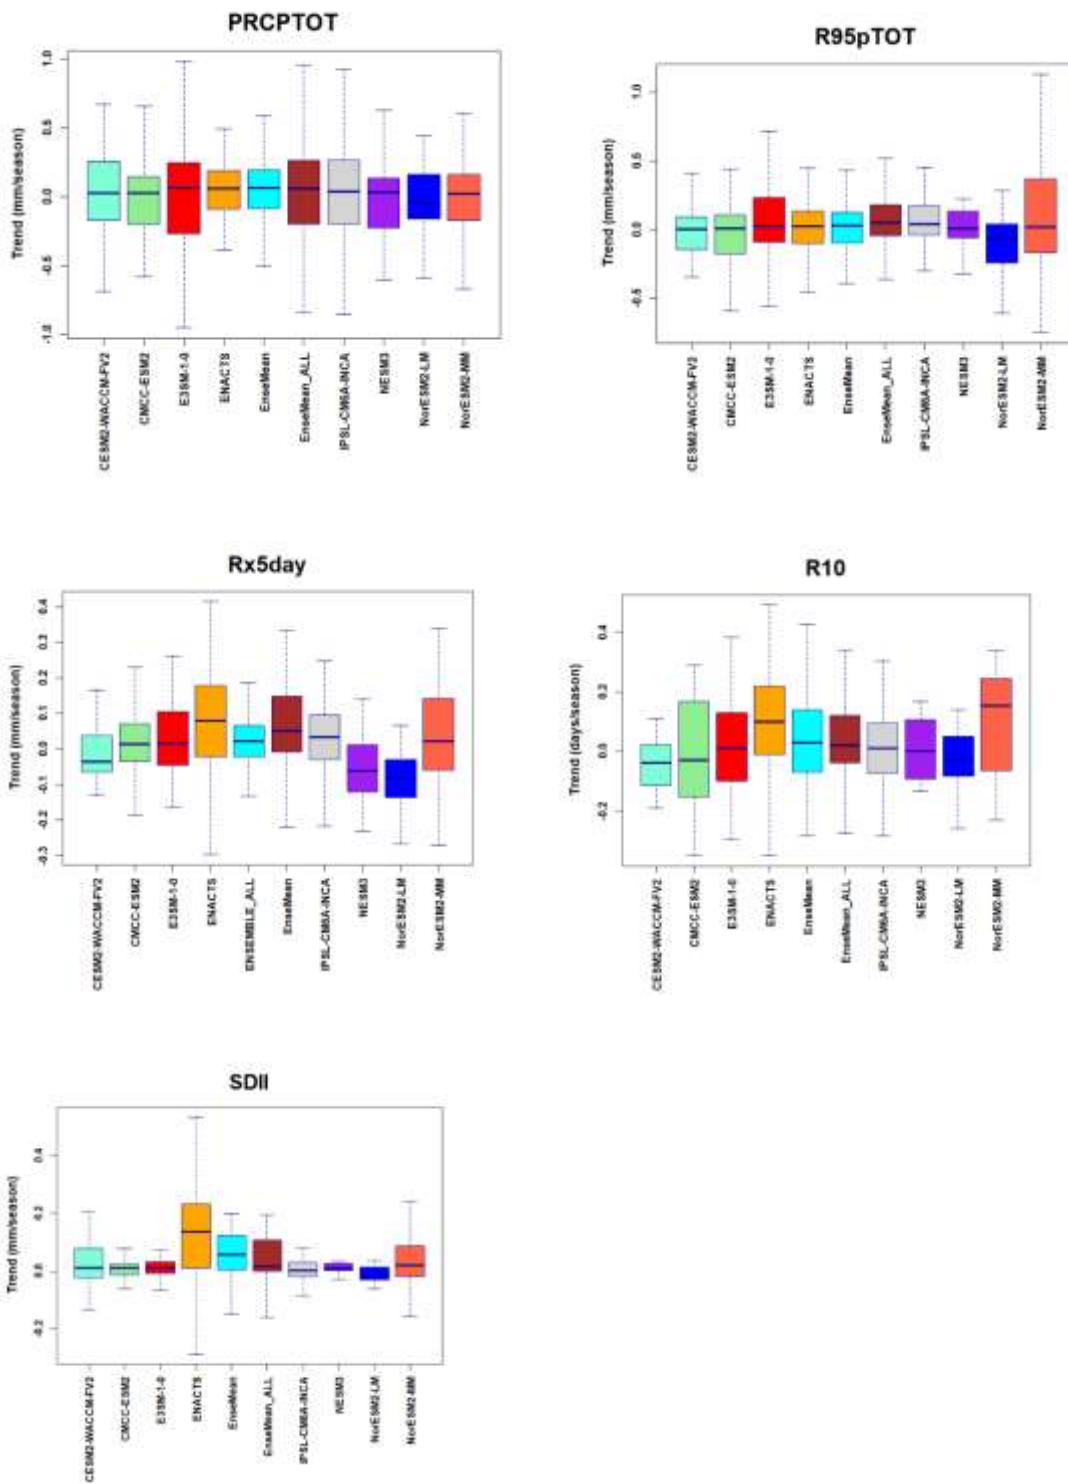 PRCPTOT
Trend (mm/season)
1.0
0.5
0.0
-0.5
-1.0
CESM2-WACCM-FV2
CMCC-ESM2
E3SM-1-0
ENACTS
EnseMean
EnseMean_ALL
IPSL-CM6A-INCA
NESM3
NorESM2-LM
NorESM2-MM
R95pTOT
Trend (mm/season)
1.0
0.5
0.0
-0.5
CESM2-WACCM-FV2
CMCC-ESM2
E3SM-1-0
ENACTS
EnseMean
EnseMean_ALL
IPSL-CM6A-INCA
NESM3
NorESM2-LM
NorESM2-MM
Rx5day
Trend (mm/season)
0.4
0.3
0.2
0.1
0.0
-0.1
-0.2
-0.3
CESM2-WACCM-FV2
CMCC-ESM2
E3SM-1-0
ENACTS
ENSEMBLE_ALL
EnseMean
IPSL-CM6A-INCA
NESM3
NorESM2-LM
NorESM2-MM
R10
Trend (days/season)
0.4
0.2
0.0
-0.2
CESM2-WACCM-FV2
CMCC-ESM2
E3SM-1-0
ENACTS
EnseMean
EnseMean_ALL
IPSL-CM6A-INCA
NESM3
NorESM2-LM
NorESM2-MM
SDII
Trend (mm/season)
0.4
0.2
0.0
-0.2
CESM2-WACCM-FV2
CMCC-ESM2
E3SM-1-0
ENACTS
EnseMean
EnseMean_ALL
IPSL-CM6A-INCA
NESM3
NorESM2-LM
NorESM2-MM